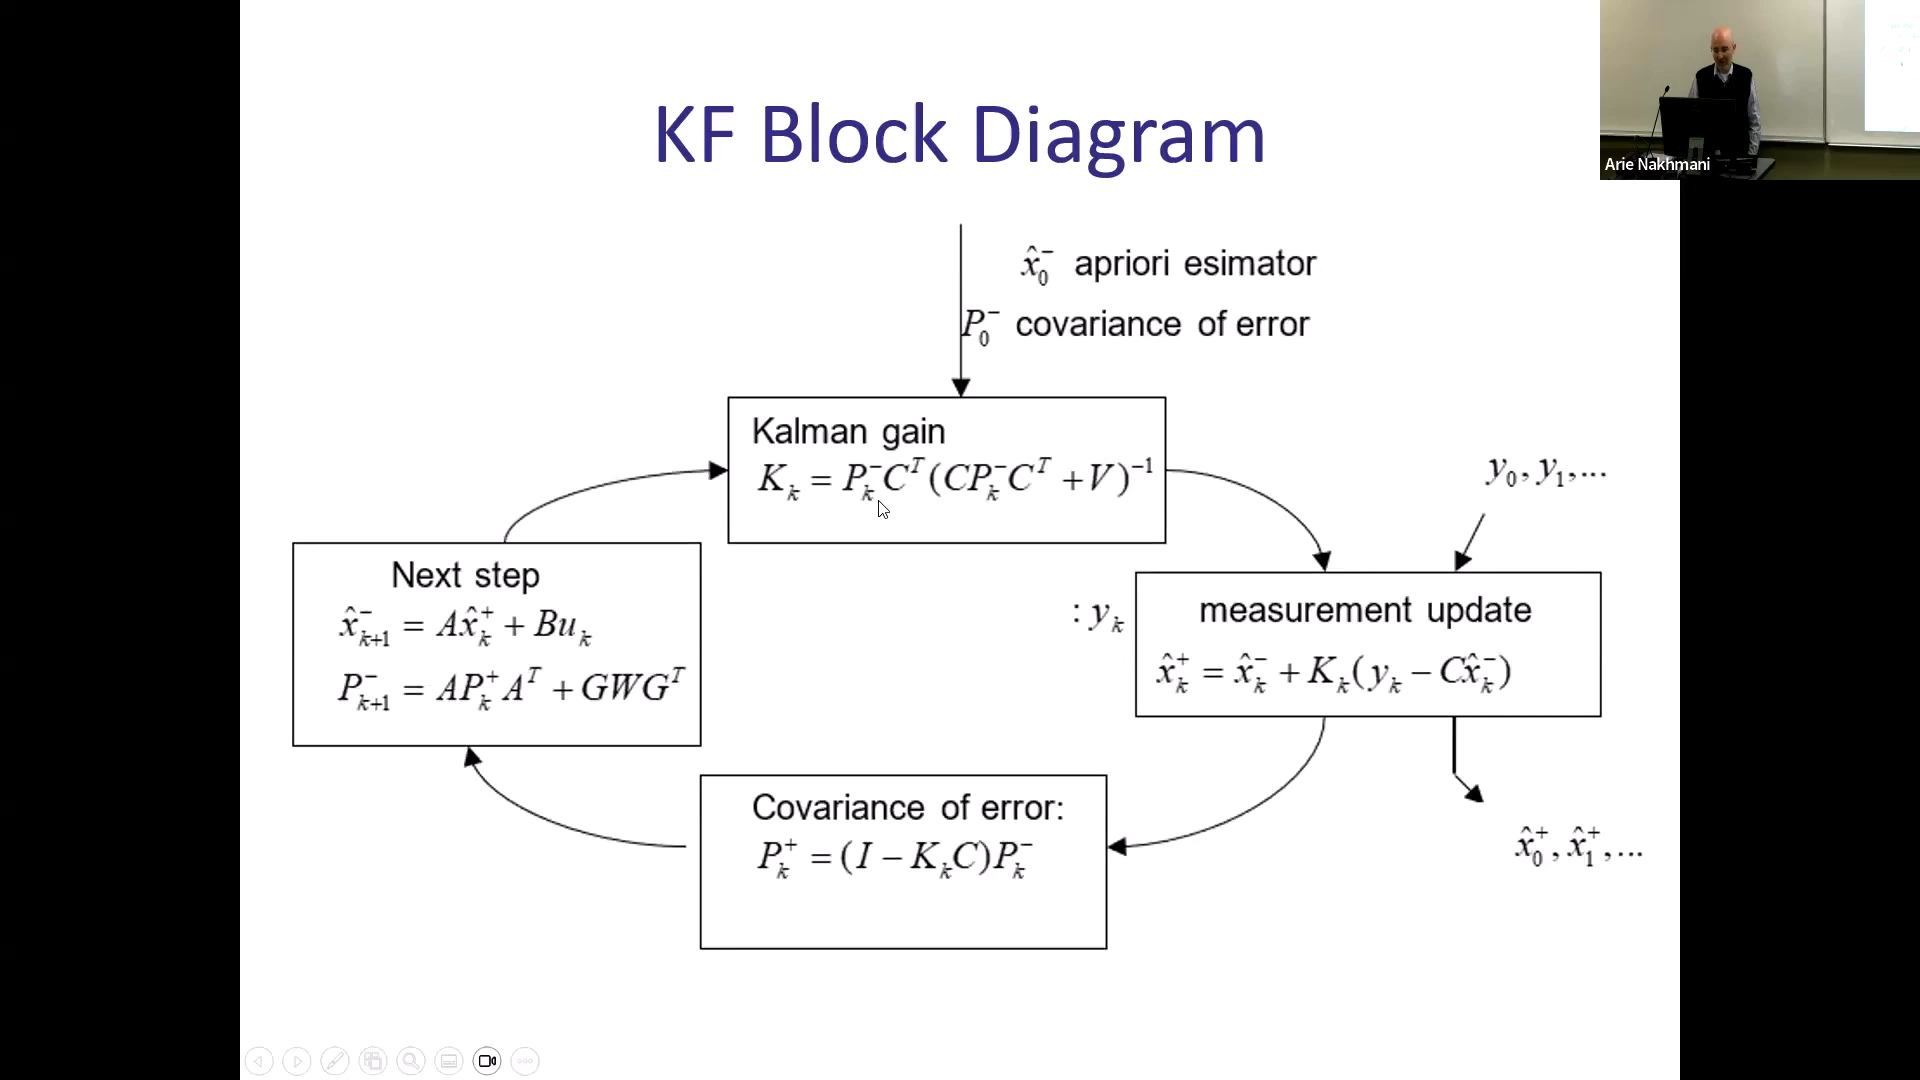 KF Block Diagram
Arie Nakhmani
x̂₀⁻ apriori esimator
P₀⁻ covariance of error
Kalman gain
K_k = P_k⁻C^T(CP_k⁻C^T + V)⁻¹
y₀, y₁,...
Next step
x̂_{k+1}⁻ = Ax̂_k⁺ + Bu_k
P_{k+1}⁻ = AP_k⁺A^T + GWG^T
: y_k
measurement update
x̂_k⁺ = x̂_k⁻ + K_k(y_k − Cx̂_k⁻)
Covariance of error:
P_k⁺ = (I − K_kC)P_k⁻
x̂₀⁺, x̂₁⁺,...